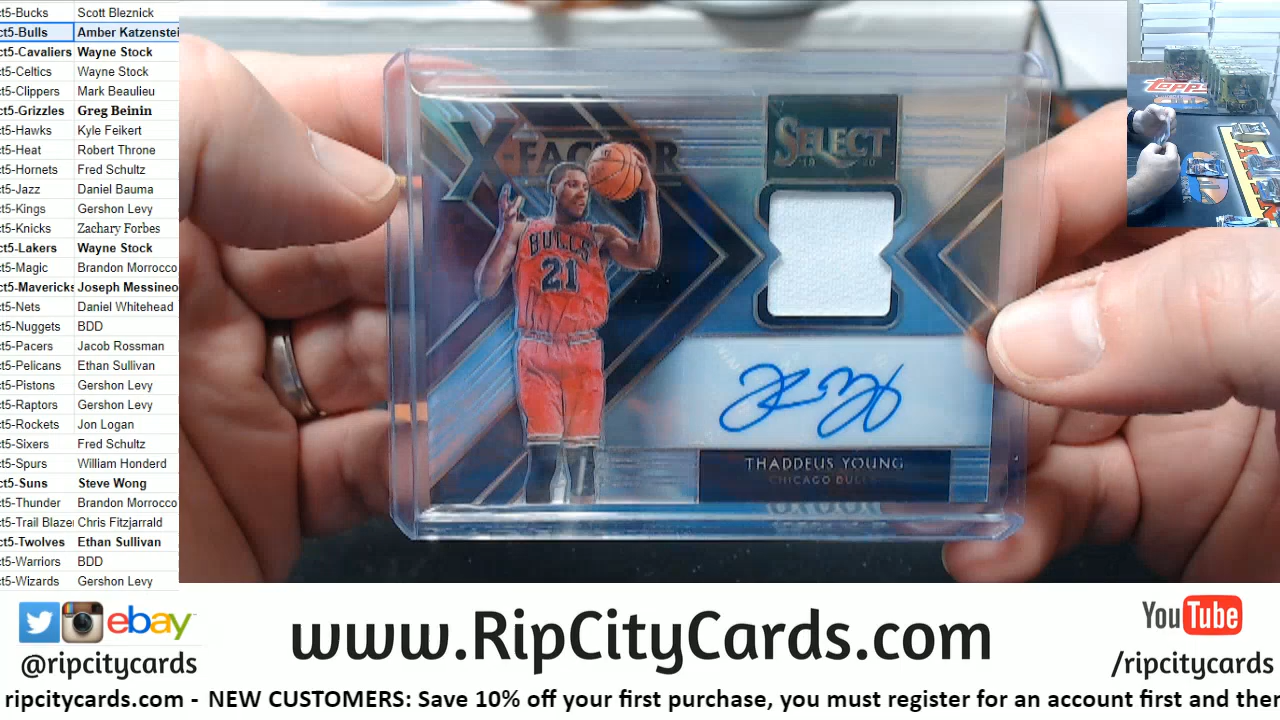 ct5-Bucks Scott Bleznick
ct5-Bulls Amber Katzenstei
ct5-Cavaliers Wayne Stock
ct5-Celtics Wayne Stock
ct5-Clippers Mark Beaulieu
ct5-Grizzles Greg Beinin
ct5-Hawks Kyle Feikert
ct5-Heat Robert Throne
ct5-Hornets Fred Schultz
ct5-Jazz Daniel Bauma
ct5-Kings Gershon Levy
ct5-Knicks Zachary Forbes
ct5-Lakers Wayne Stock
ct5-Magic Brandon Morrocco
ct5-Mavericks Joseph Messineo
ct5-Nets Daniel Whitehead
ct5-Nuggets BDD
ct5-Pacers Jacob Rossman
ct5-Pelicans Ethan Sullivan
ct5-Pistons Gershon Levy
ct5-Raptors Gershon Levy
ct5-Rockets Jon Logan
ct5-Sixers Fred Schultz
ct5-Spurs William Honderd
ct5-Suns Steve Wong
ct5-Thunder Brandon Morrocco
ct5-Trail Blaze Chris Fitzjarrald
ct5-Twolves Ethan Sullivan
ct5-Warriors BDD
ct5-Wizards Gershon Levy
X-FACTOR
SELECT
19 20
BULLS
21
THADDEUS YOUNG
CHICAGO BULLS
Topps
ebay
@ripcitycards
www.RipCityCards.com
YouTube
/ripcitycards
ripcitycards.com - NEW CUSTOMERS: Save 10% off your first purchase, you must register for an account first and then